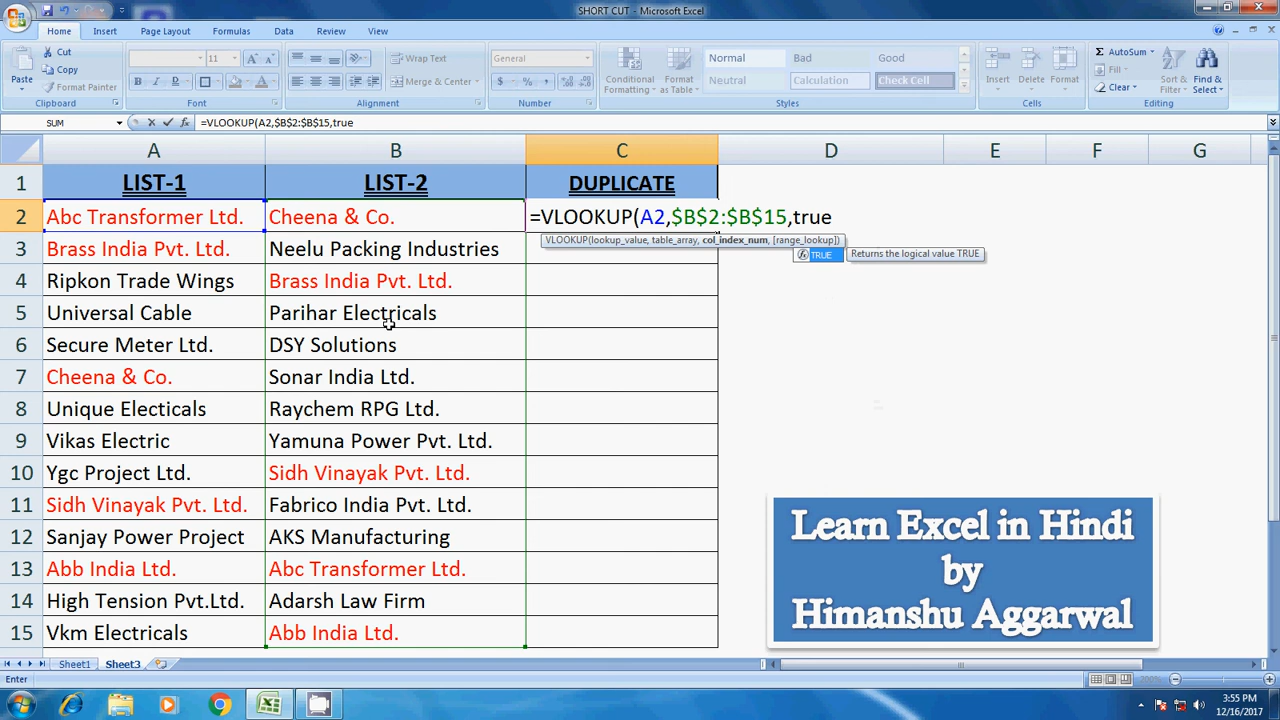 SHORT CUT - Microsoft Excel
Home Insert Page Layout Formulas Data Review View
Cut
Copy
Format Painter
Paste
Clipboard
11
Font
Wrap Text
Merge & Center
Alignment
General
Number
Conditional Formatting
Format as Table
Normal Bad Good
Neutral Calculation Check Cell
Styles
Insert Delete Format
Cells
AutoSum
Fill
Clear
Sort & Filter
Find & Select
Editing
SUM =VLOOKUP(A2,$B$2:$B$15,true
A B C D E F G
1 LIST-1 LIST-2 DUPLICATE
2 Abc Transformer Ltd. Cheena & Co. =VLOOKUP(A2,$B$2:$B$15,true
VLOOKUP(lookup_value, table_array, col_index_num, [range_lookup])
TRUE Returns the logical value TRUE
3 Brass India Pvt. Ltd. Neelu Packing Industries
4 Ripkon Trade Wings Brass India Pvt. Ltd.
5 Universal Cable Parihar Electricals
6 Secure Meter Ltd. DSY Solutions
7 Cheena & Co. Sonar India Ltd.
8 Unique Electicals Raychem RPG Ltd.
9 Vikas Electric Yamuna Power Pvt. Ltd.
10 Ygc Project Ltd. Sidh Vinayak Pvt. Ltd.
11 Sidh Vinayak Pvt. Ltd. Fabrico India Pvt. Ltd.
12 Sanjay Power Project AKS Manufacturing
13 Abb India Ltd. Abc Transformer Ltd.
14 High Tension Pvt.Ltd. Adarsh Law Firm
15 Vkm Electricals Abb India Ltd.
Learn Excel in Hindi
by
Himanshu Aggarwal
Sheet1 Sheet3
Enter
3:55 PM
12/16/2017